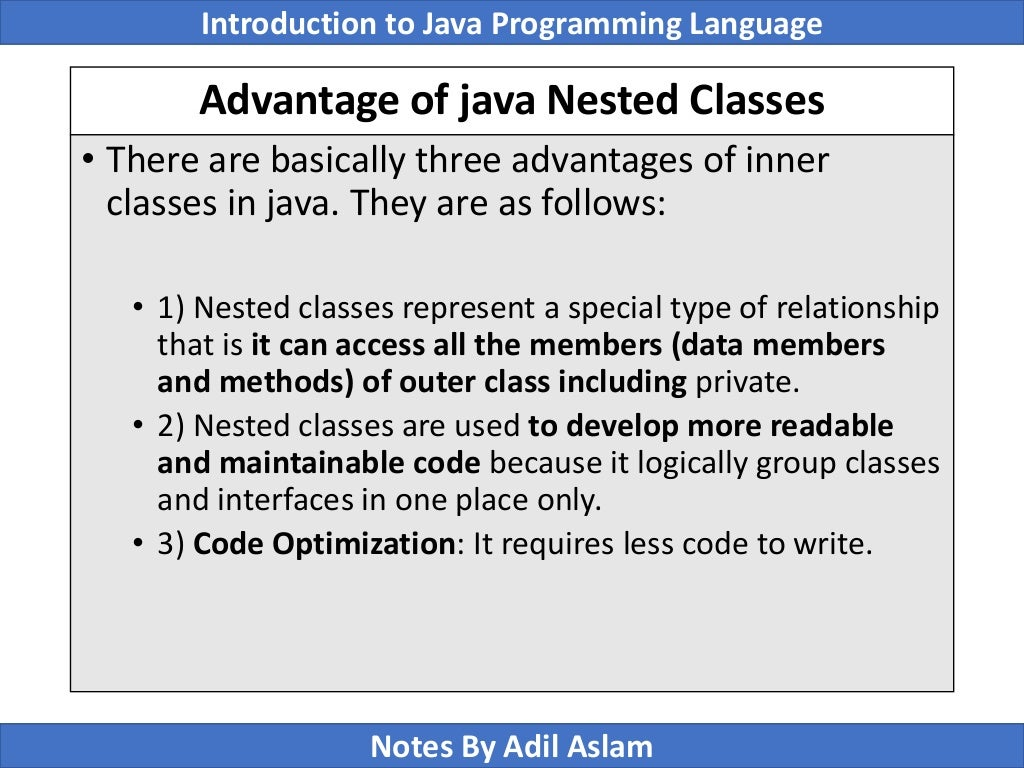 Introduction to Java Programming Language
Advantage of java Nested Classes
• There are basically three advantages of inner
classes in java. They are as follows:
• 1) Nested classes represent a special type of relationship
that is it can access all the members (data members
and methods) of outer class including private.
• 2) Nested classes are used to develop more readable
and maintainable code because it logically group classes
and interfaces in one place only.
• 3) Code Optimization: It requires less code to write.
Notes By Adil Aslam